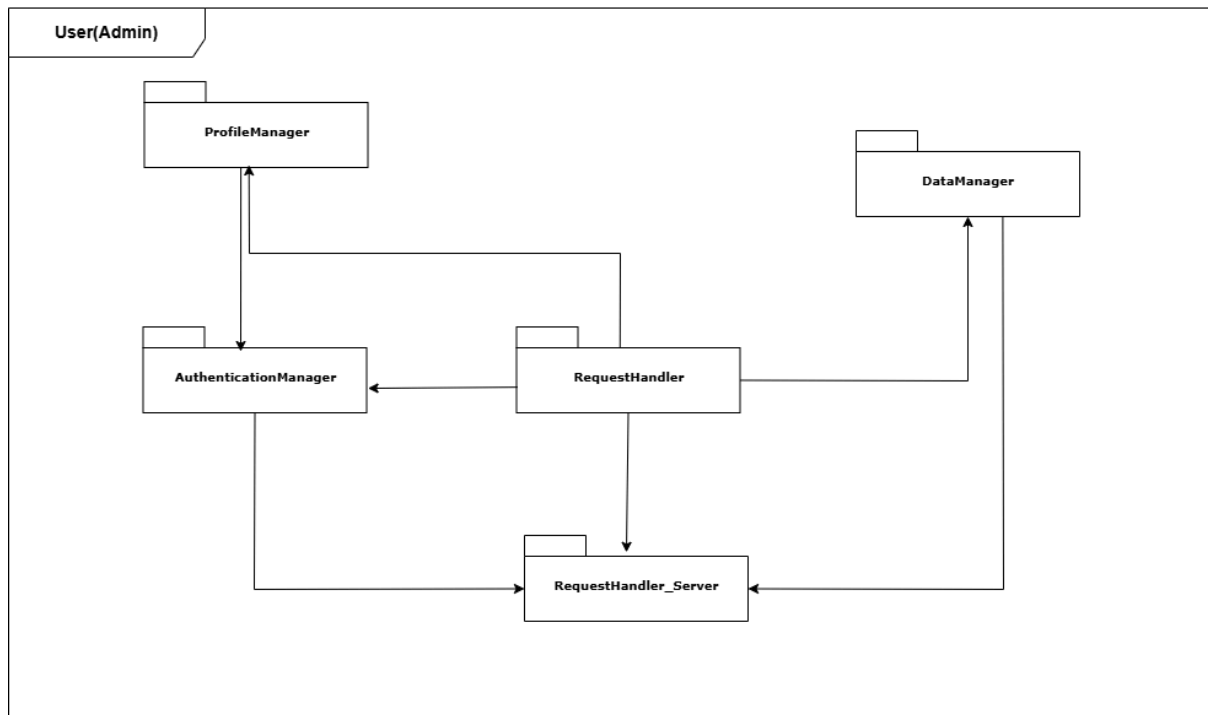 User(Admin)
ProfileManager
DataManager
AuthenticationManager
RequestHandler
RequestHandler_Server